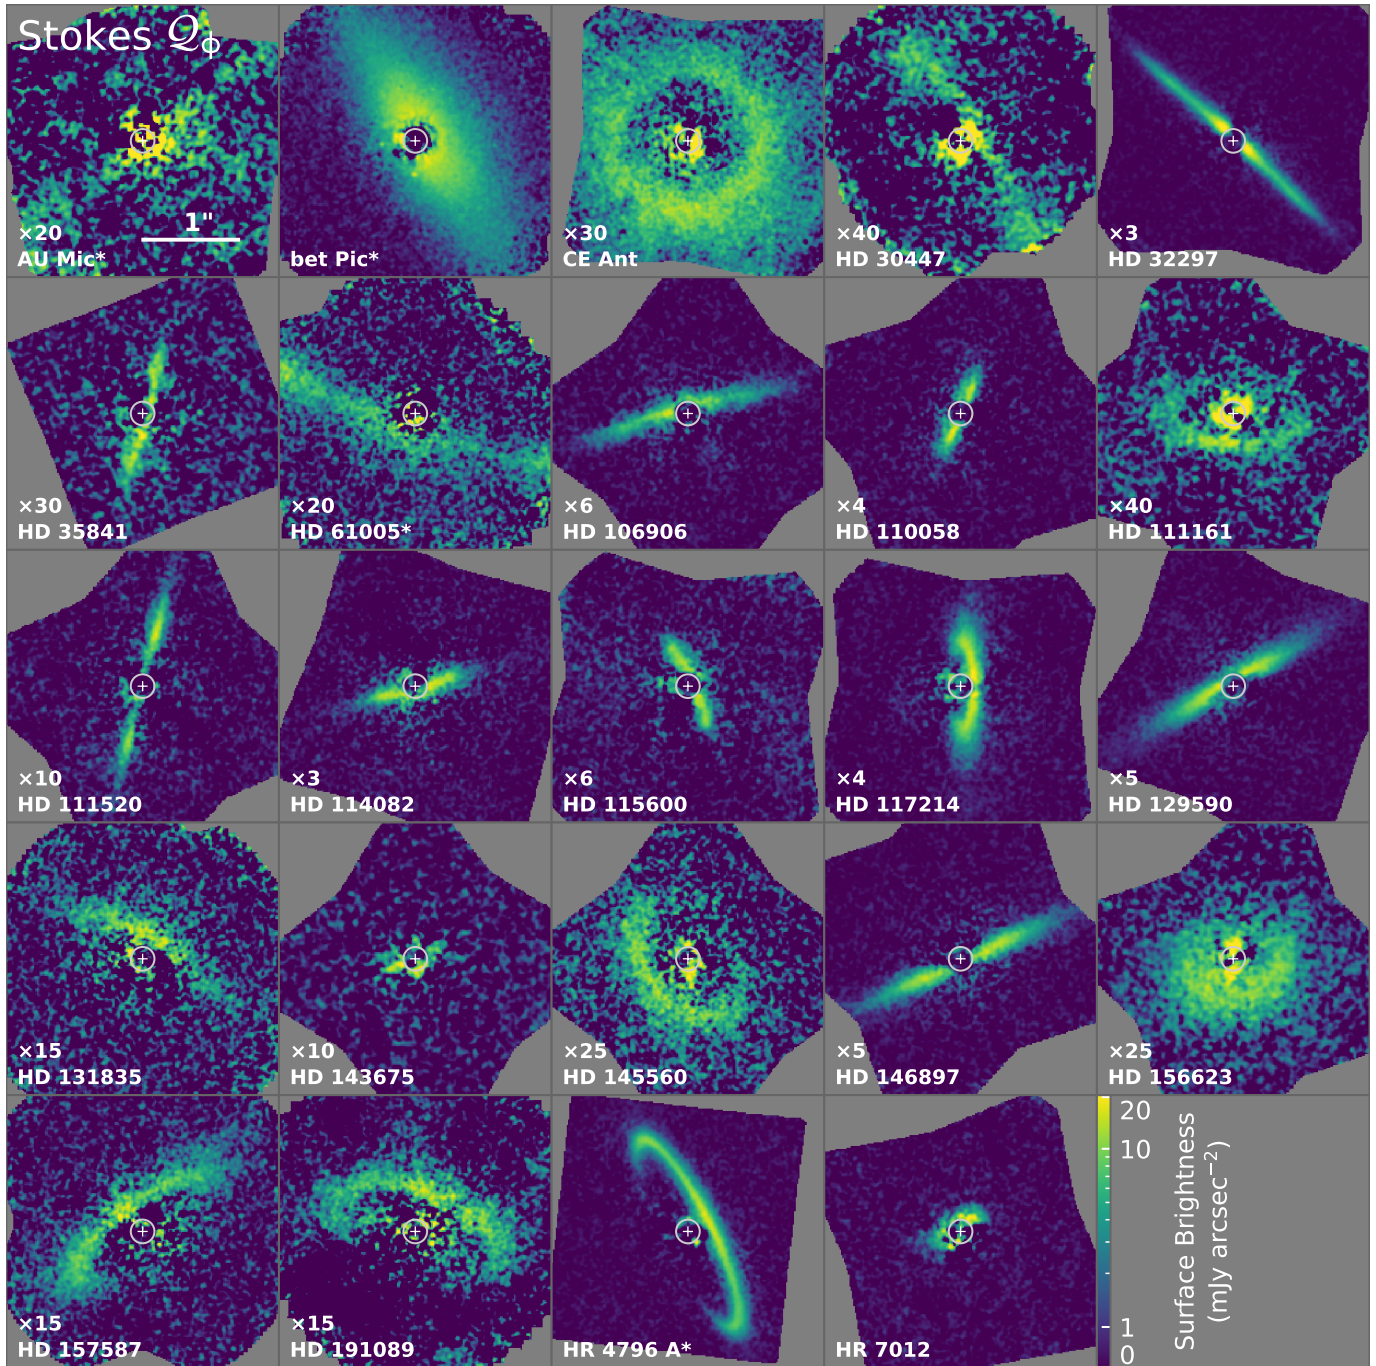 Stokes 𝒬ϕ
1"
×20
AU Mic*
bet Pic*
×30
CE Ant
×40
HD 30447
×3
HD 32297
×30
HD 35841
×20
HD 61005*
×6
HD 106906
×4
HD 110058
×40
HD 111161
×10
HD 111520
×3
HD 114082
×6
HD 115600
×4
HD 117214
×5
HD 129590
×15
HD 131835
×10
HD 143675
×25
HD 145560
×5
HD 146897
×25
HD 156623
×15
HD 157587
×15
HD 191089
HR 4796 A*
HR 7012
20
10
1
0
Surface Brightness
(mJy arcsec⁻²)